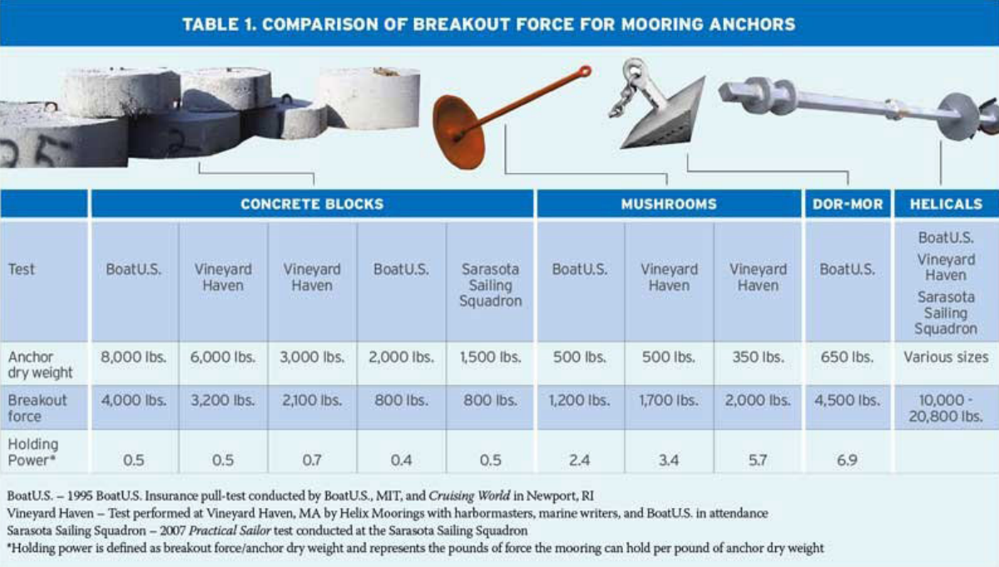 TABLE 1. COMPARISON OF BREAKOUT FORCE FOR MOORING ANCHORS
25
2
CONCRETE BLOCKS MUSHROOMS DOR-MOR HELICALS
Test BoatU.S. Vineyard Haven Vineyard Haven BoatU.S. Sarasota Sailing Squadron BoatU.S. Vineyard Haven Vineyard Haven BoatU.S. BoatU.S. Vineyard Haven Sarasota Sailing Squadron
Anchor dry weight 8,000 lbs. 6,000 lbs. 3,000 lbs. 2,000 lbs. 1,500 lbs. 500 lbs. 500 lbs. 350 lbs. 650 lbs. Various sizes
Breakout force 4,000 lbs. 3,200 lbs. 2,100 lbs. 800 lbs. 800 lbs. 1,200 lbs. 1,700 lbs. 2,000 lbs. 4,500 lbs. 10,000 - 20,800 lbs.
Holding Power* 0.5 0.5 0.7 0.4 0.5 2.4 3.4 5.7 6.9
BoatU.S. – 1995 BoatU.S. Insurance pull-test conducted by BoatU.S., MIT, and Cruising World in Newport, RI
Vineyard Haven – Test performed at Vineyard Haven, MA by Helix Moorings with harbormasters, marine writers, and BoatU.S. in attendance
Sarasota Sailing Squadron – 2007 Practical Sailor test conducted at the Sarasota Sailing Squadron
*Holding power is defined as breakout force/anchor dry weight and represents the pounds of force the mooring can hold per pound of anchor dry weight